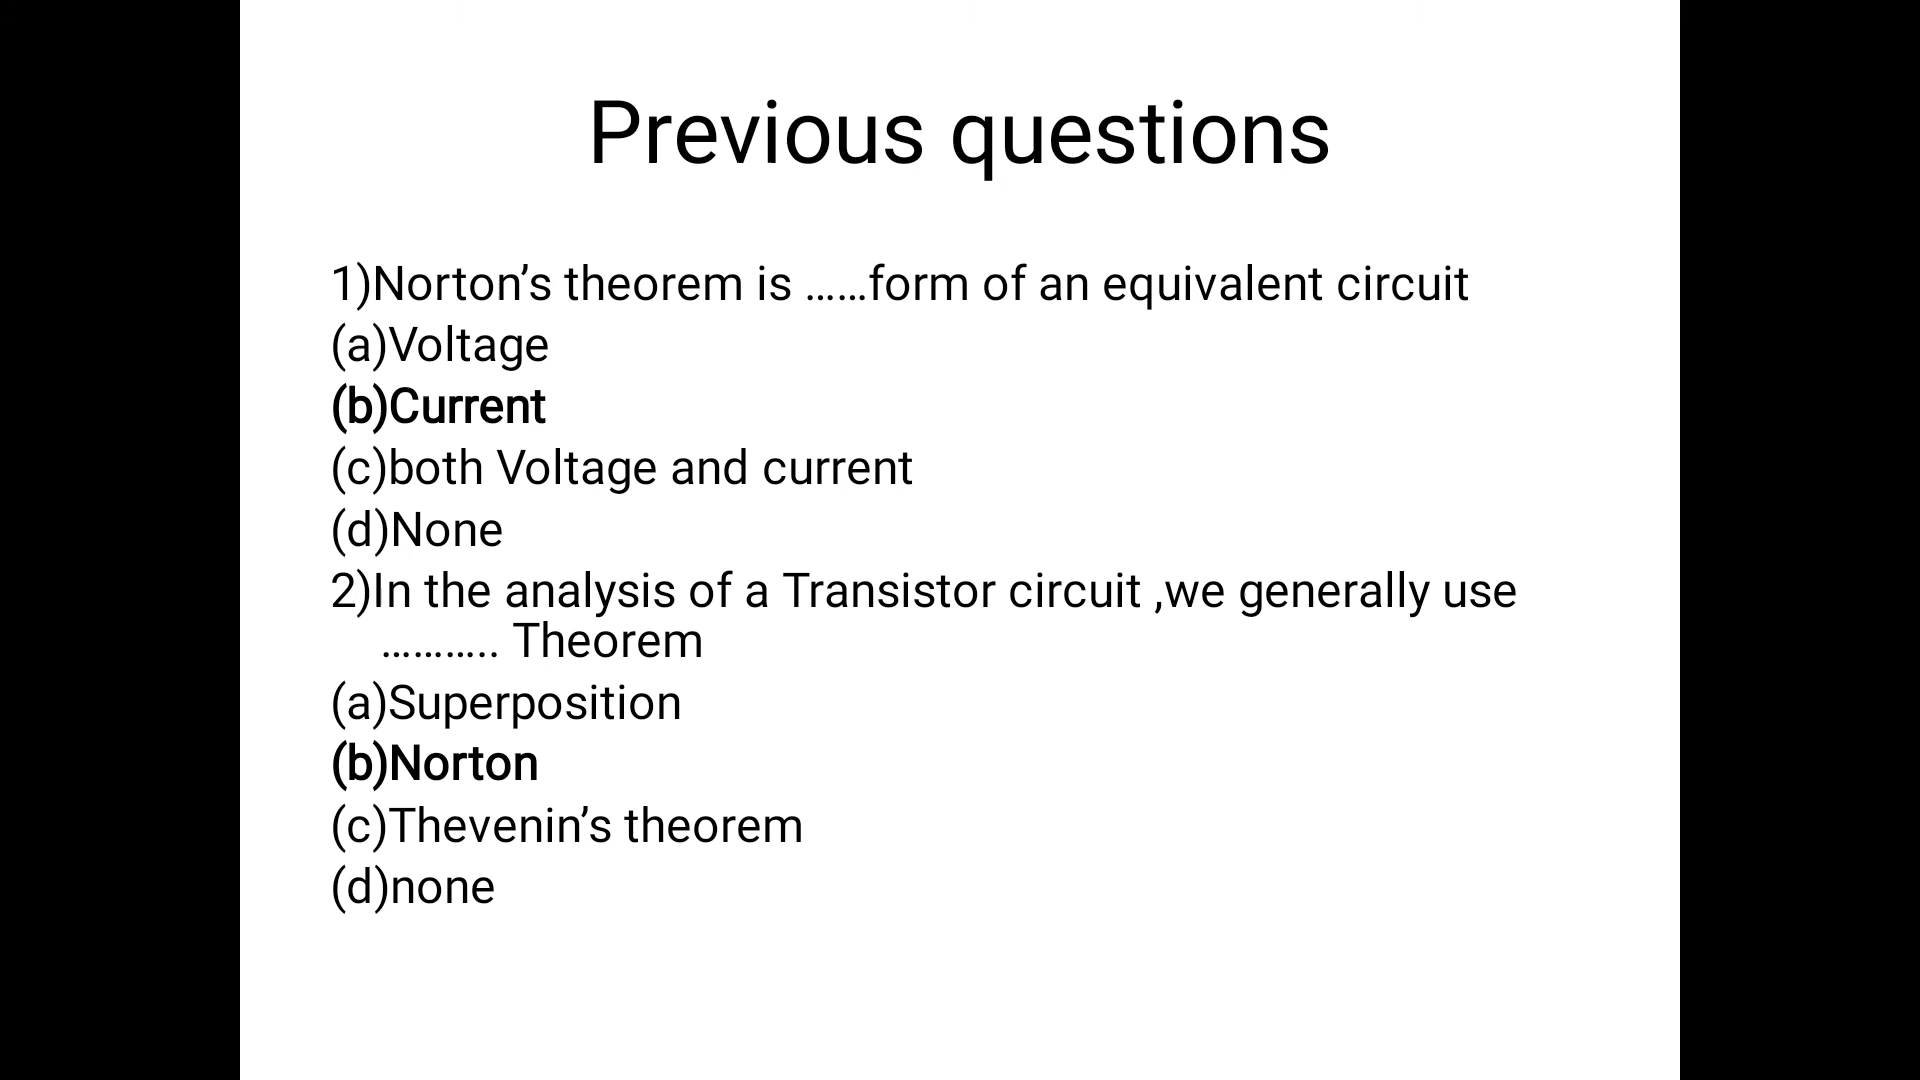 Previous questions
1)Norton’s theorem is ……form of an equivalent circuit
(a)Voltage
(b)Current
(c)both Voltage and current
(d)None
2)In the analysis of a Transistor circuit ,we generally use
……….. Theorem
(a)Superposition
(b)Norton
(c)Thevenin’s theorem
(d)none